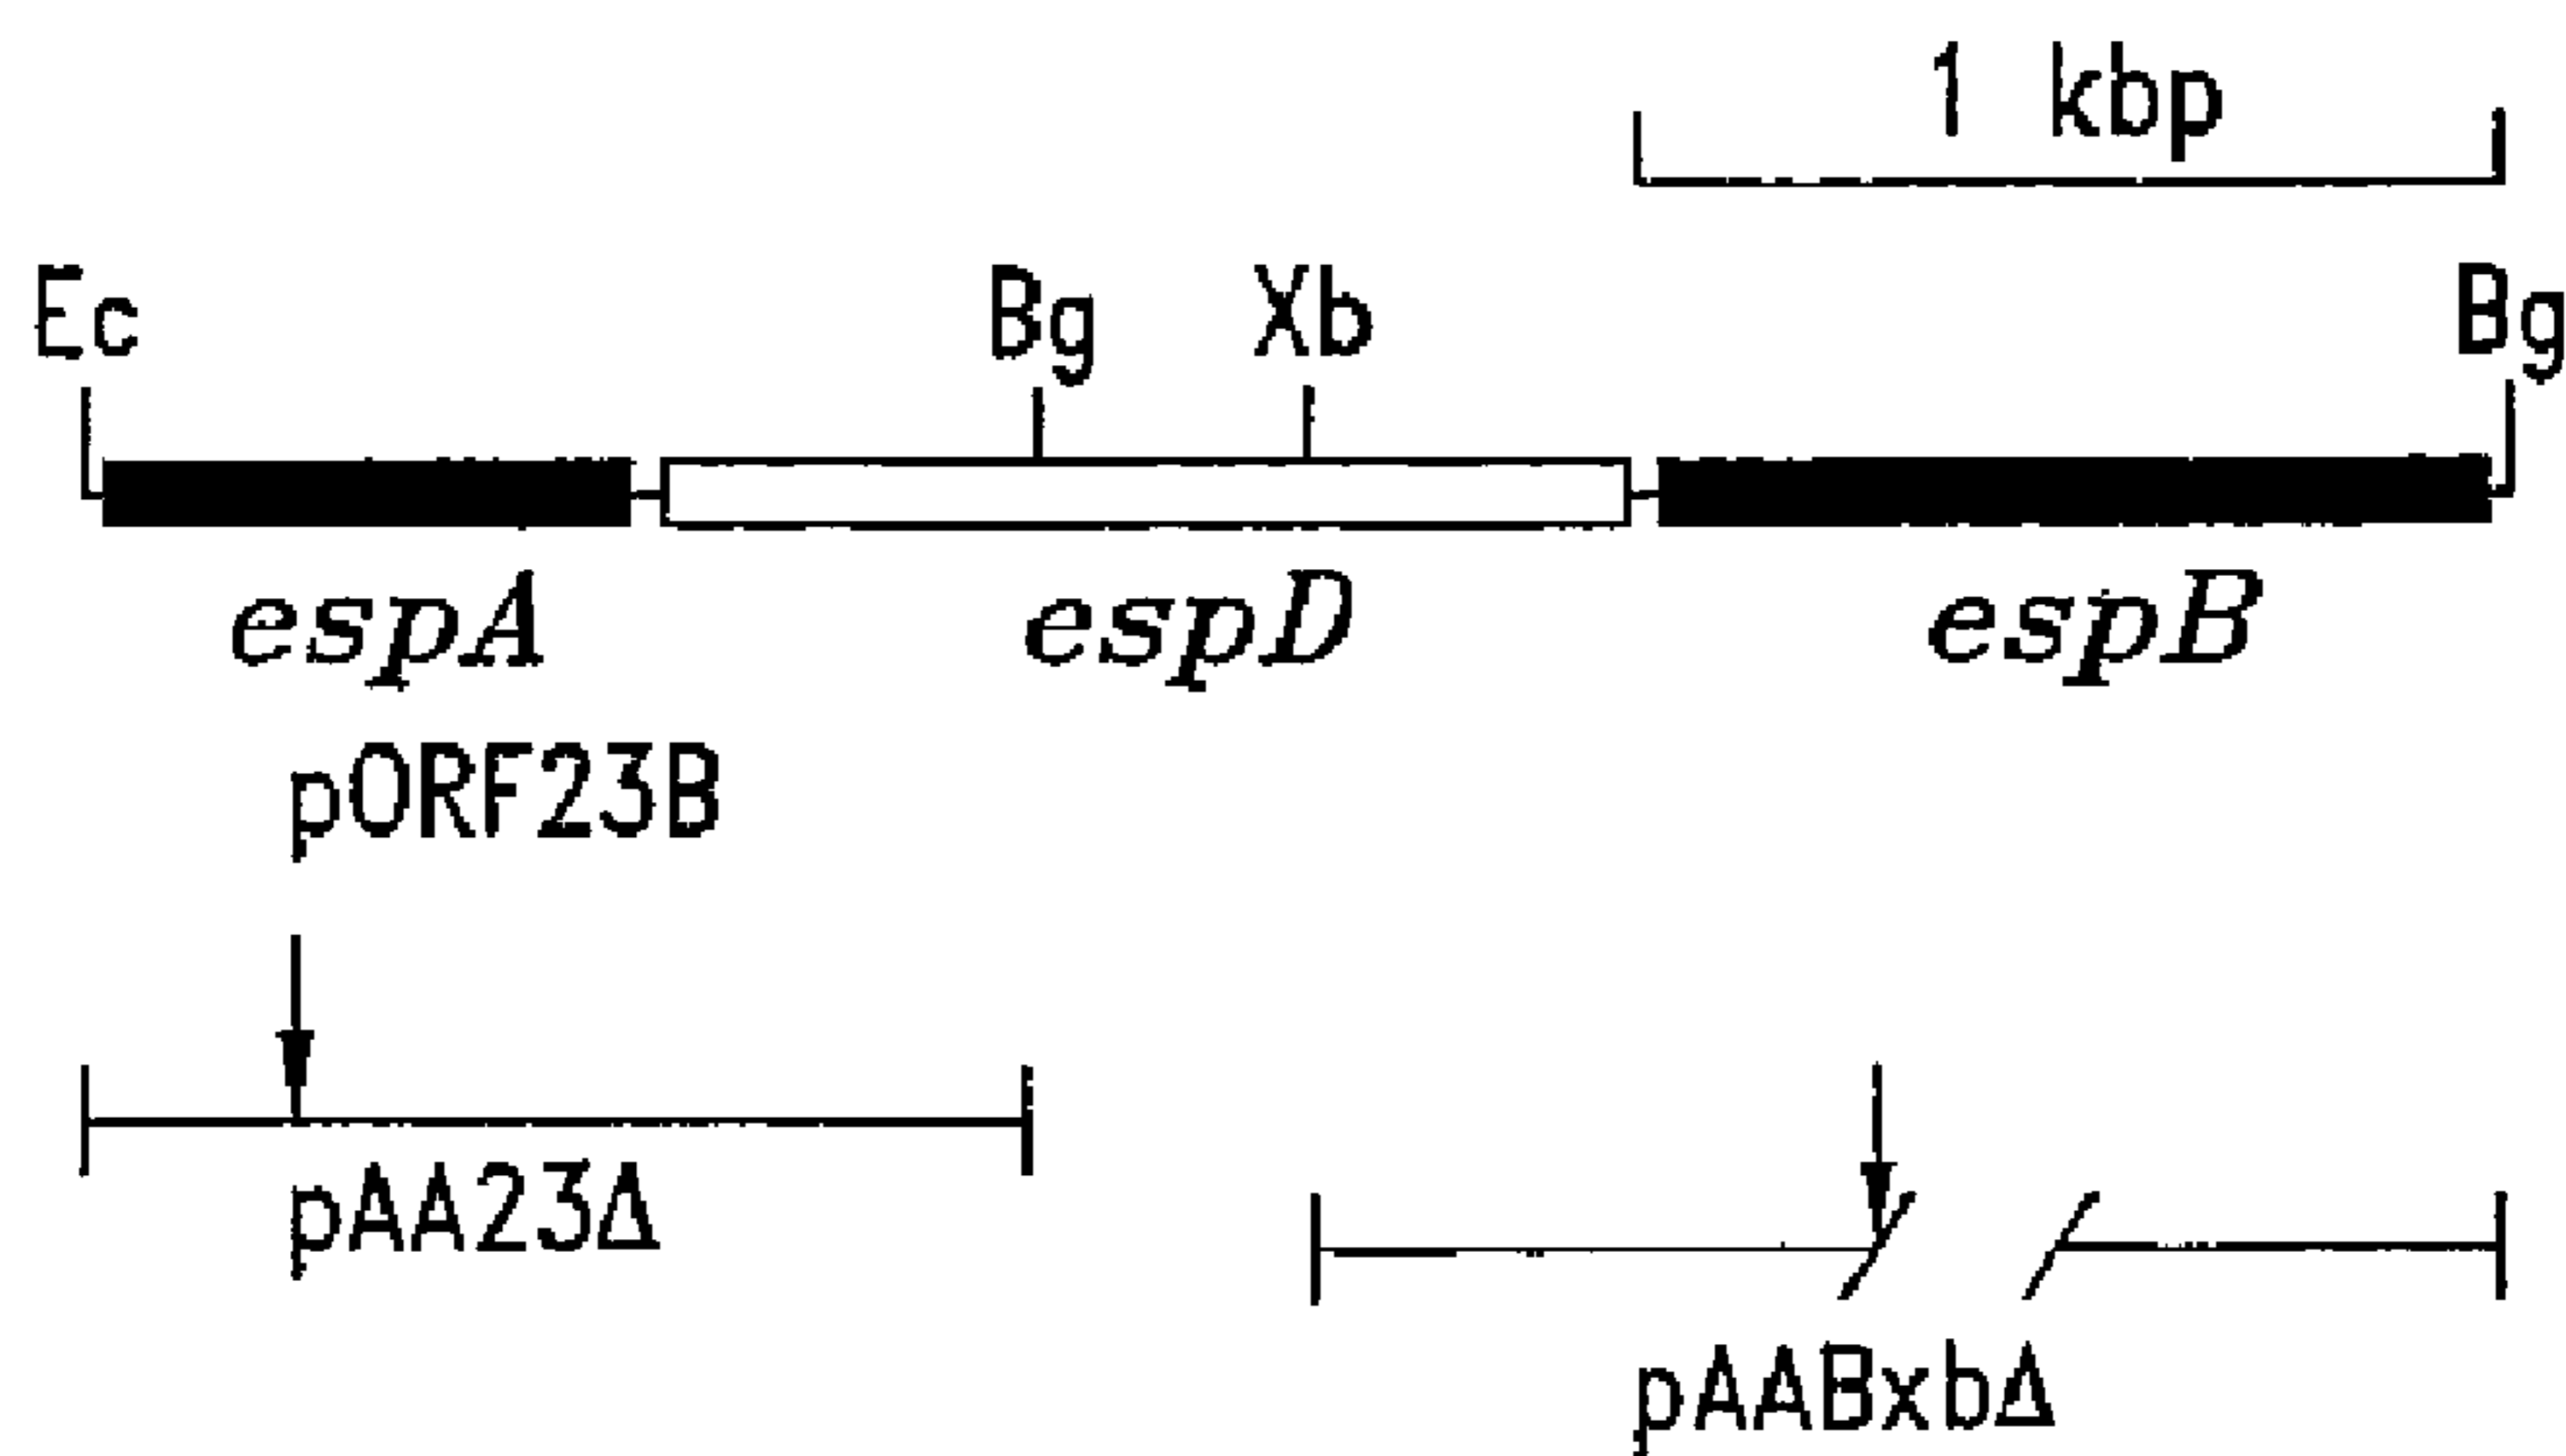 1 kbp
Ec Bg Xb Bg
espA espD espB
pORF23B
pAA23Δ
pAABxbΔ